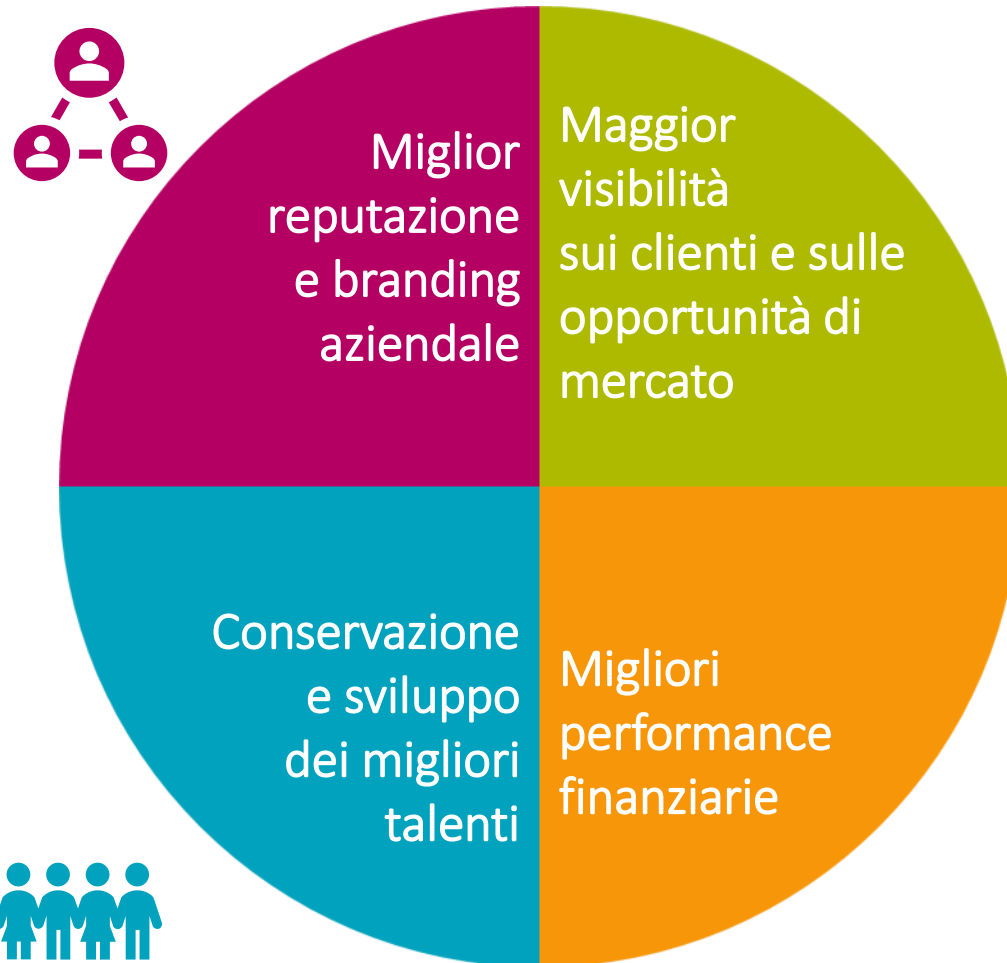 Miglior
reputazione
e branding
aziendale
Maggior
visibilità
sui clienti e sulle
opportunità di
mercato
Conservazione
e sviluppo
dei migliori
talenti
Migliori
performance
finanziarie